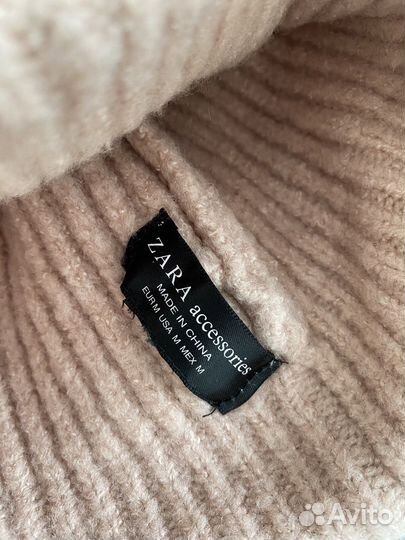 ZARA accessories
MADE IN CHINA
EUR M USA M MEX M
Avito